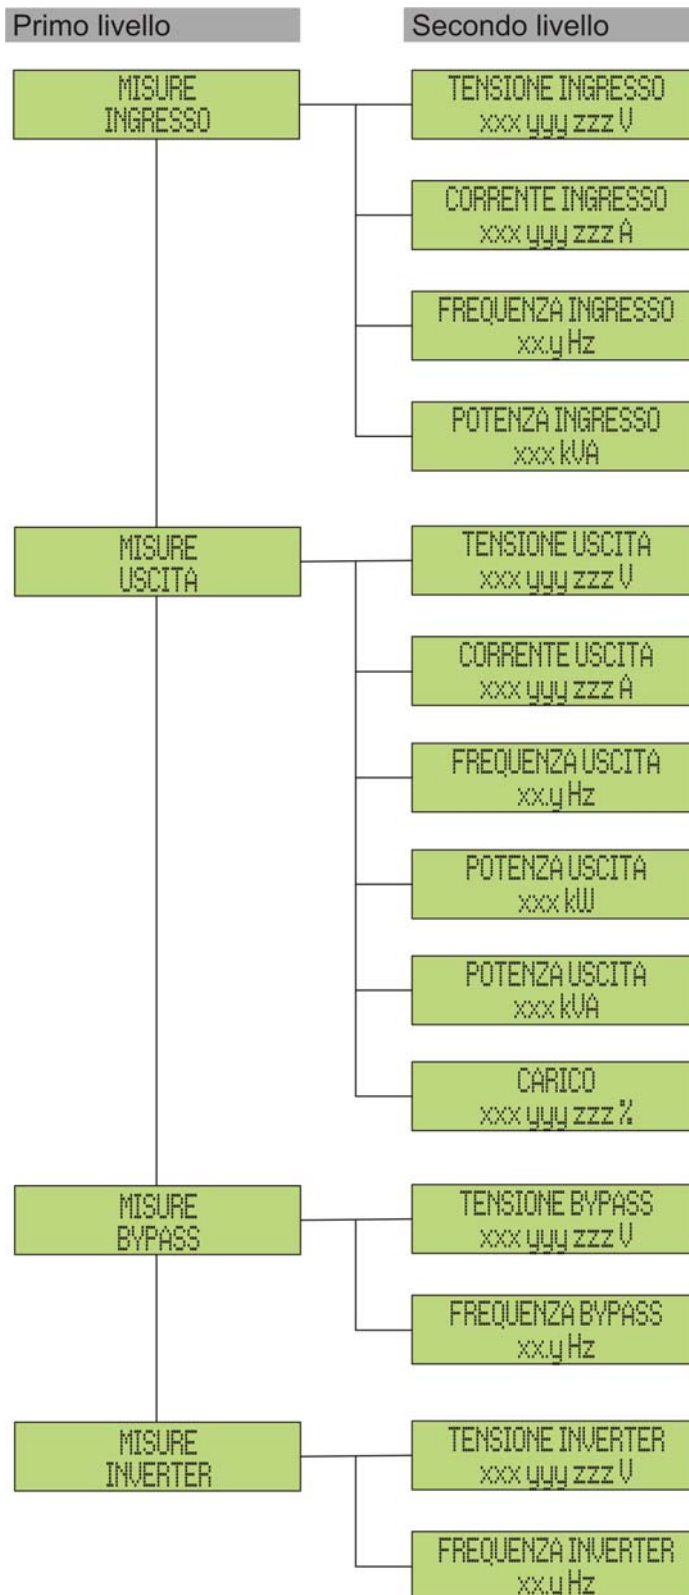 Primo livello
Secondo livello
MISURE
INGRESSO
TENSIONE INGRESSO
xxx yyy zzz V
CORRENTE INGRESSO
xxx yyy zzz A
FREQUENZA INGRESSO
xx.y Hz
POTENZA INGRESSO
xxx kVA
MISURE
USCITA
TENSIONE USCITA
xxx yyy zzz V
CORRENTE USCITA
xxx yyy zzz A
FREQUENZA USCITA
xx.y Hz
POTENZA USCITA
xxx kW
POTENZA USCITA
xxx kVA
CARICO
xxx yyy zzz %
MISURE
BYPASS
TENSIONE BYPASS
xxx yyy zzz V
FREQUENZA BYPASS
xx.y Hz
MISURE
INVERTER
TENSIONE INVERTER
xxx yyy zzz V
FREQUENZA INVERTER
xx.y Hz